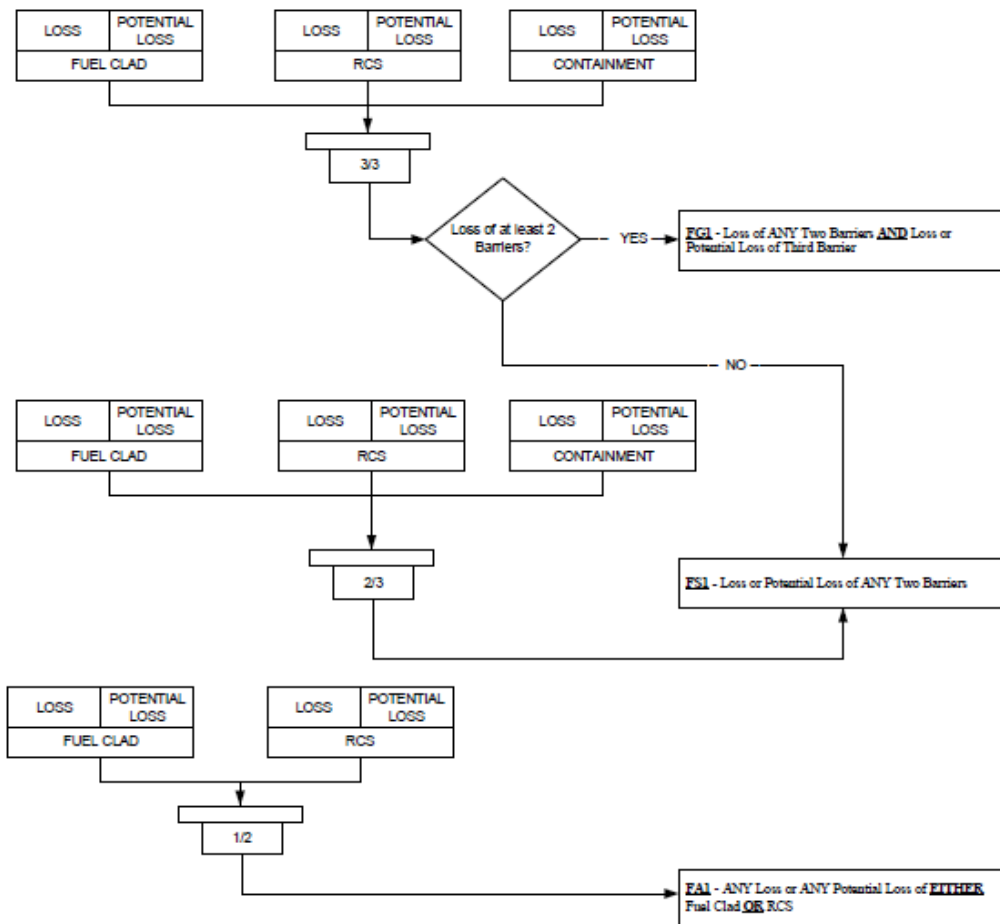 LOSS
POTENTIAL
LOSS
FUEL CLAD
LOSS
POTENTIAL
LOSS
RCS
LOSS
POTENTIAL
LOSS
CONTAINMENT
3/3
Loss of at least 2
Barriers?
YES
FG1 - Loss of ANY Two Barriers AND Loss or
Potential Loss of Third Barrier
NO
LOSS
POTENTIAL
LOSS
FUEL CLAD
LOSS
POTENTIAL
LOSS
RCS
LOSS
POTENTIAL
LOSS
CONTAINMENT
2/3
FS1 - Loss or Potential Loss of ANY Two Barriers
LOSS
POTENTIAL
LOSS
FUEL CLAD
LOSS
POTENTIAL
LOSS
RCS
1/2
FA1 - ANY Loss or ANY Potential Loss of EITHER
Fuel Clad OR RCS